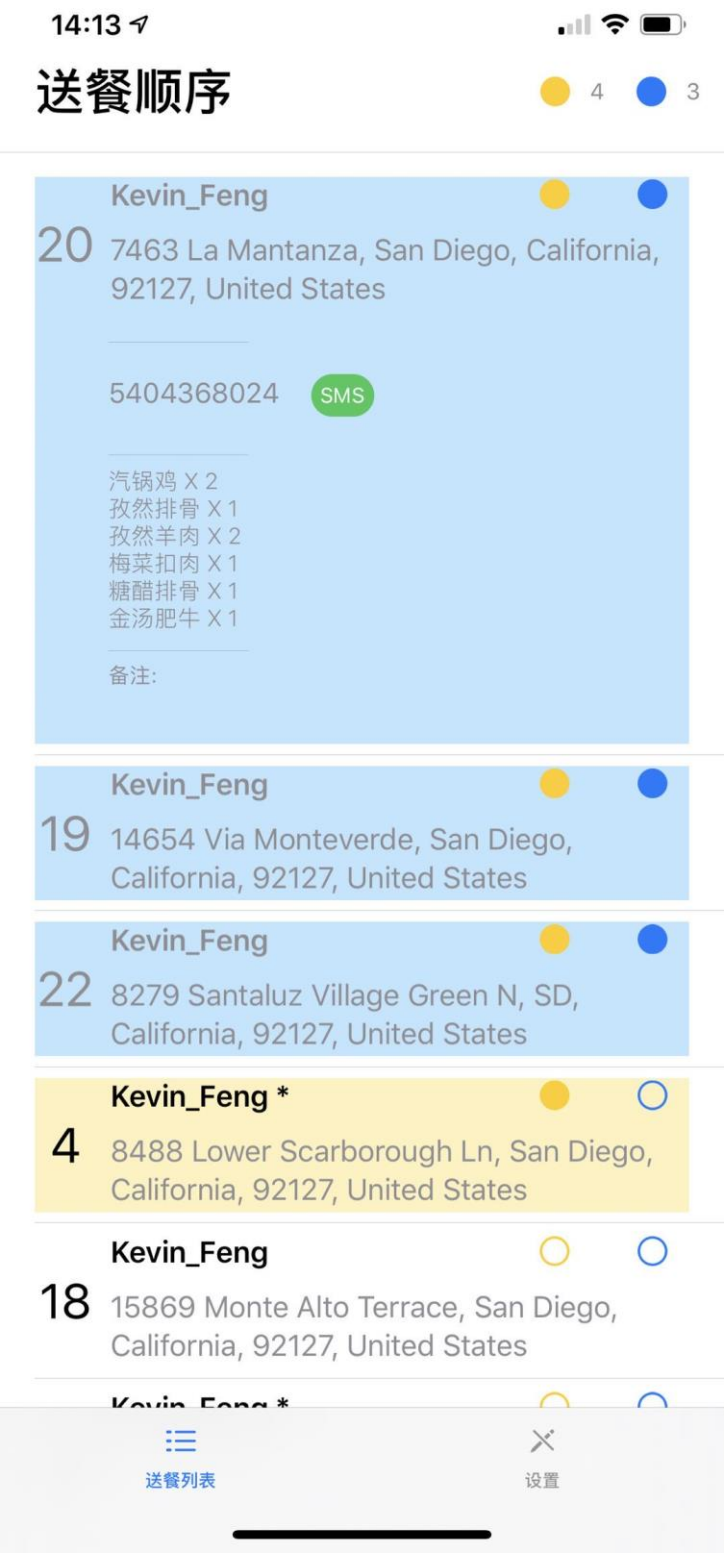 14:13
送餐顺序
4 3
Kevin_Feng
20
7463 La Mantanza, San Diego, California,
92127, United States
5404368024 SMS
汽锅鸡 X 2
孜然排骨 X 1
孜然羊肉 X 2
梅菜扣肉 X 1
糖醋排骨 X 1
金汤肥牛 X 1
备注:
Kevin_Feng
19
14654 Via Monteverde, San Diego,
California, 92127, United States
Kevin_Feng
22
8279 Santaluz Village Green N, SD,
California, 92127, United States
Kevin_Feng *
4
8488 Lower Scarborough Ln, San Diego,
California, 92127, United States
Kevin_Feng
18
15869 Monte Alto Terrace, San Diego,
California, 92127, United States
Kevin_Feng *
送餐列表 设置